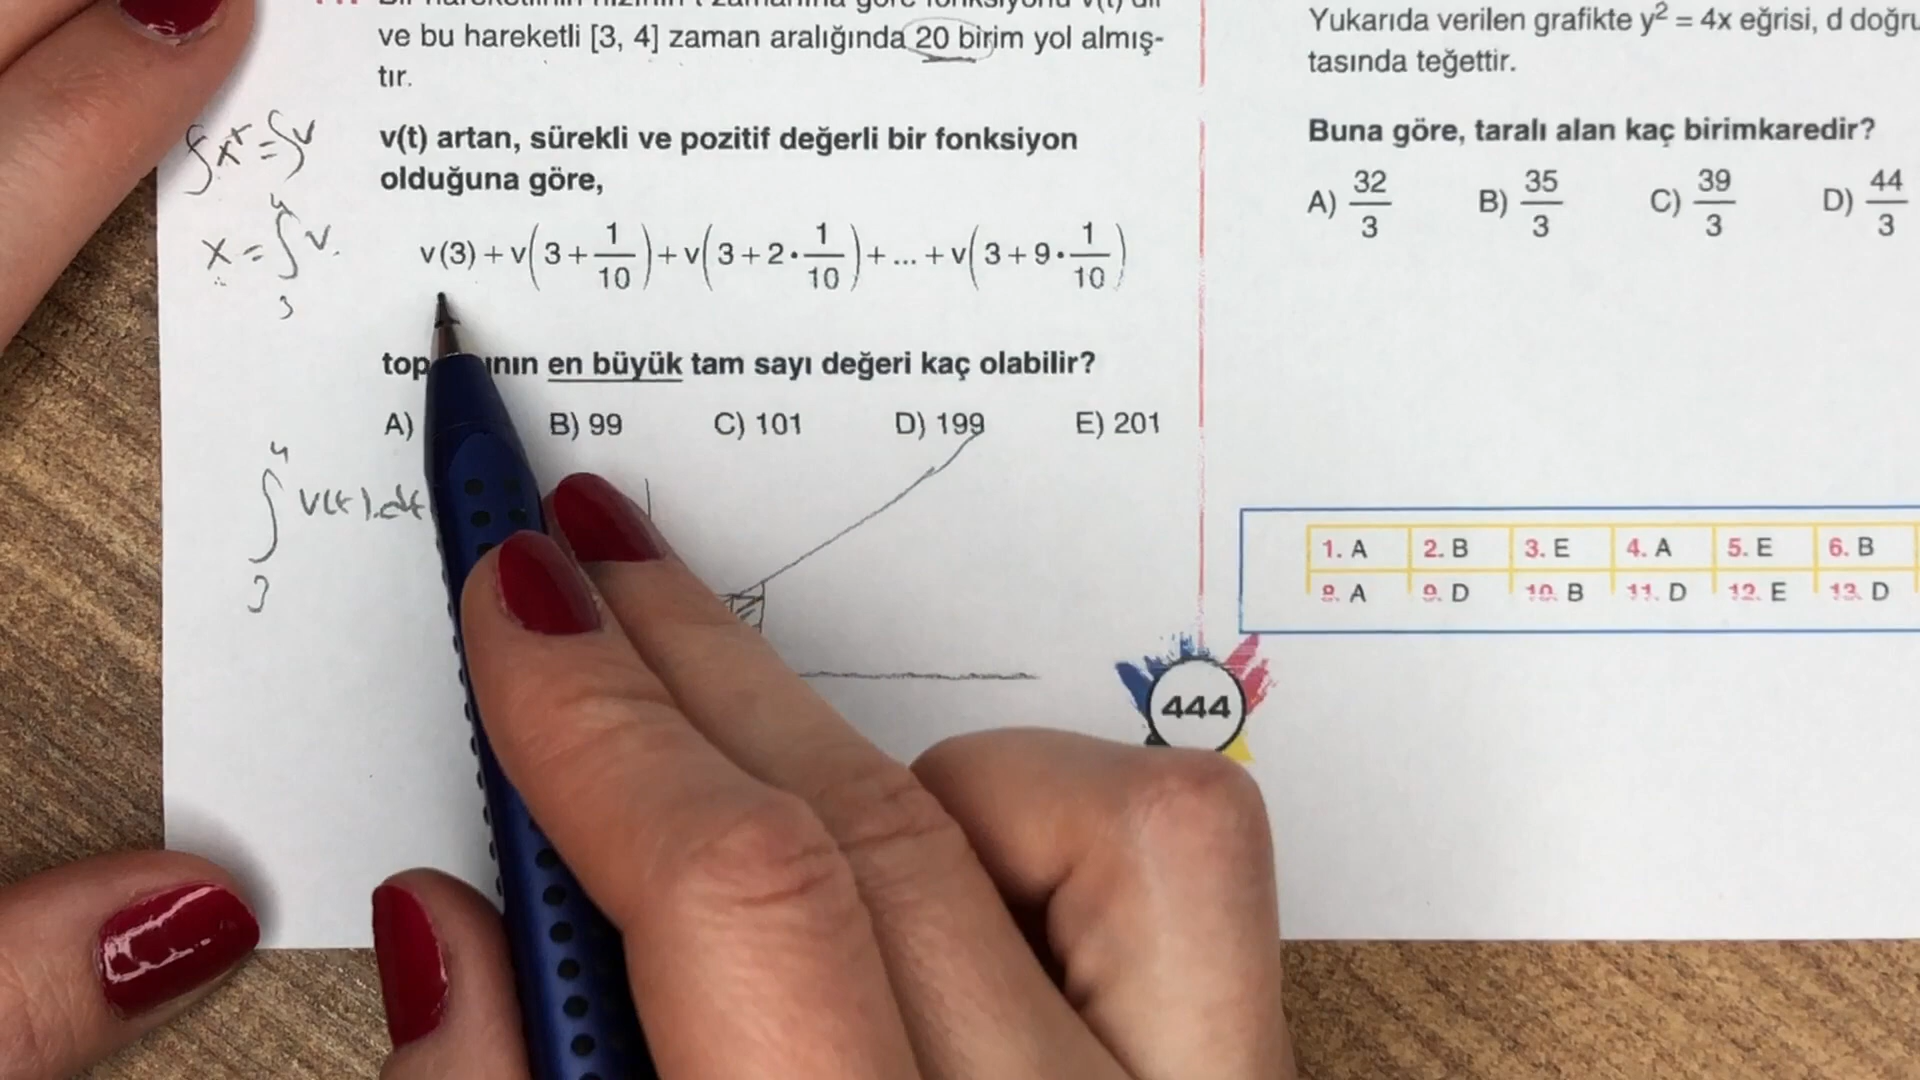 ve bu hareketli [3, 4] zaman aralığında 20 birim yol almış-
tır.
v(t) artan, sürekli ve pozitif değerli bir fonksiyon
olduğuna göre,
v(3) + v(3 + 1/10) + v(3 + 2·1/10) + ... + v(3 + 9·1/10)
en büyük tam sayı değeri kaç olabilir?
A) B) 99 C) 101 D) 199 E) 201
x = ∫₃⁴ v
∫₃⁴ v(t).dt
Yukarıda verilen grafikte y² = 4x eğrisi, d
tasında teğettir.
Buna göre, taralı alan kaç birimkaredir?
A) 32/3 B) 35/3 C) 39/3 D) 44/3
1. A 2. B 3. E 4. A 5. E 6. B
A 9. D 10. B 11. D 12. E 13. D
444